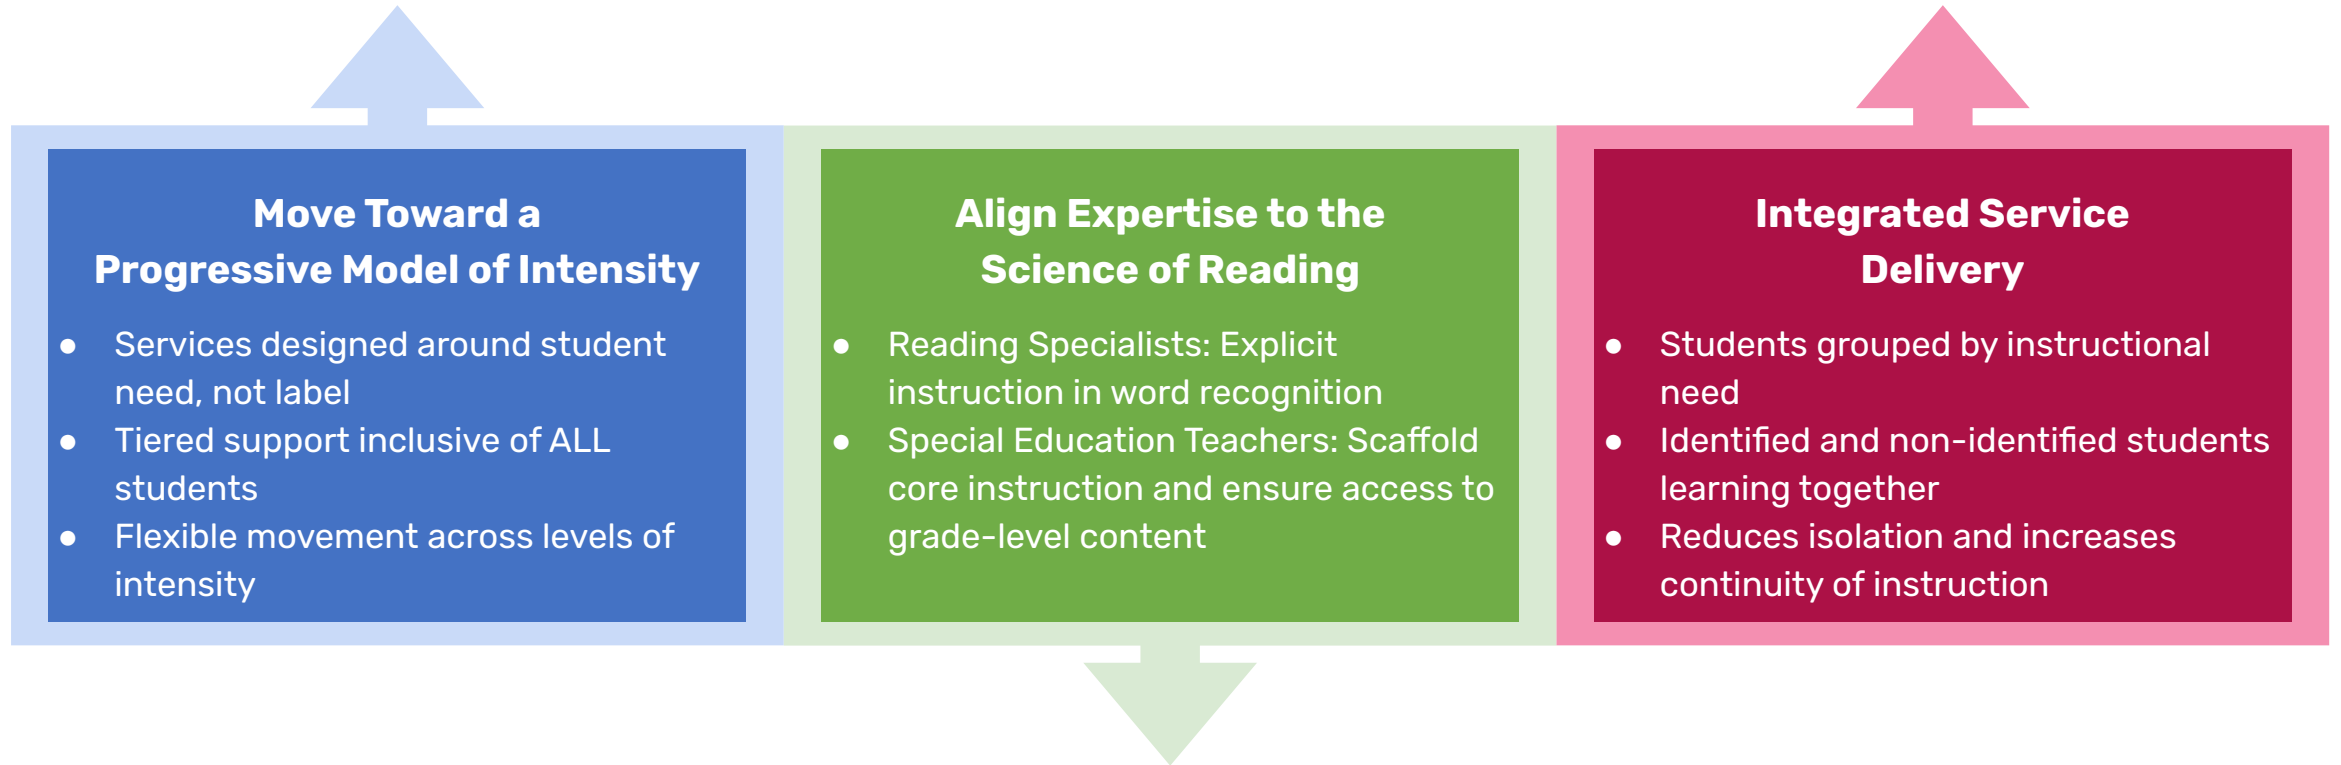 Move Toward a
Progressive Model of Intensity
● Services designed around student
need, not label
● Tiered support inclusive of ALL
students
● Flexible movement across levels of
intensity
Align Expertise to the
Science of Reading
● Reading Specialists: Explicit
instruction in word recognition
● Special Education Teachers: Scaffold
core instruction and ensure access to
grade-level content
Integrated Service
Delivery
● Students grouped by instructional
need
● Identified and non-identified students
learning together
● Reduces isolation and increases
continuity of instruction